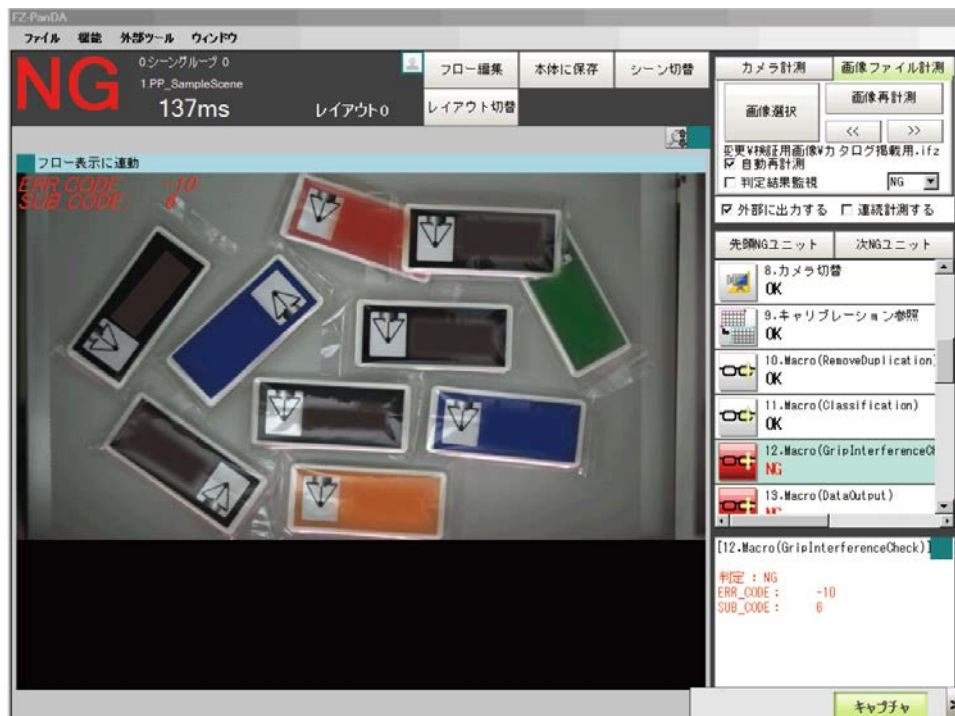 FZ-PanDA
ファイル 機能 外部ツール ウィンドウ
NG
0シーングループ 0
1.PP_SampleScene
137ms
レイアウト0
フロー編集
本体に保存
シーン切替
レイアウト切替
カメラ計測
画像ファイル計測
画像選択
画像再計測
<<
>>
変更¥検証用画像¥カタログ掲載用.ifz
自動再計測
判定結果監視
NG
外部に出力する
連続計測する
先頭NGユニット
次NGユニット
フロー表示に連動
ERR_CODE : -10
SUB_CODE : 6
8.カメラ切替
OK
9.キャリブレーション参照
OK
10.Macro(RemoveDuplication)
OK
11.Macro(Classification)
OK
12.Macro(GripInterferenceCh
NG
13.Macro(DataOutput)
NG
[12.Macro(GripInterferenceCheck)]
判定 : NG
ERR_CODE : -10
SUB_CODE : 6
キャプチャ